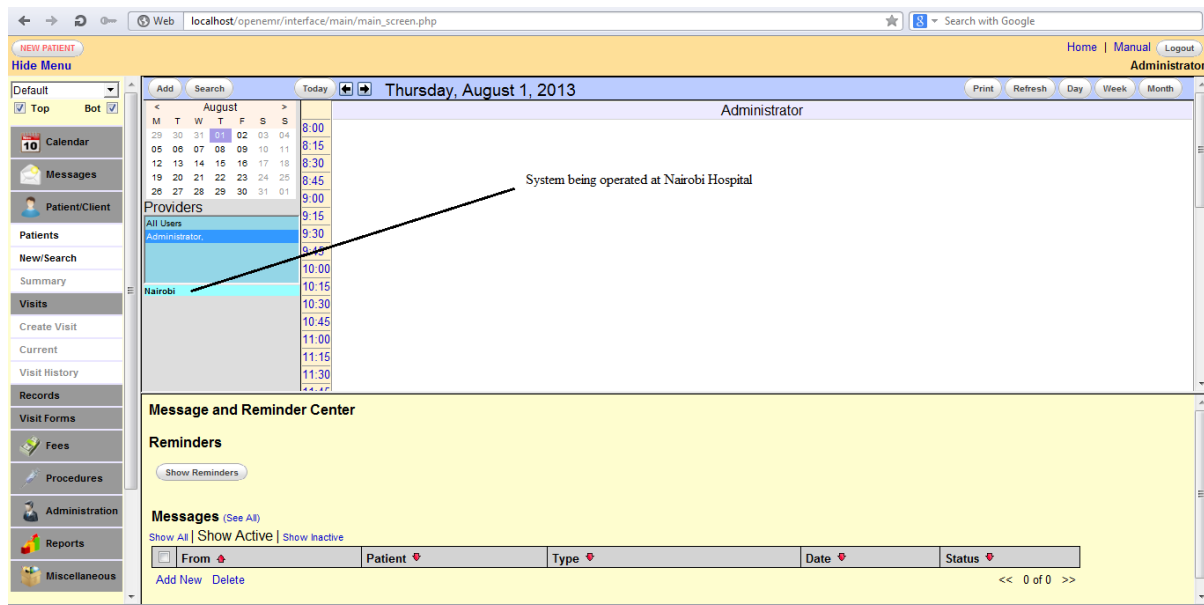 Web localhost/openemr/interface/main/main_screen.php Search with Google
NEW PATIENT Home | Manual Logout
Hide Menu Administrator
Default
Top Bot
Calendar
Messages
Patient/Client
Patients
New/Search
Summary
Visits
Create Visit
Current
Visit History
Records
Visit Forms
Fees
Procedures
Administration
Reports
Miscellaneous
Add Search Today Thursday, August 1, 2013 Print Refresh Day Week Month
< August >
M T W T F S S
29 30 31 01 02 03 04
05 06 07 08 09 10 11
12 13 14 15 16 17 18
19 20 21 22 23 24 25
26 27 28 29 30 31 01
Providers
All Users
Administrator,
Nairobi
Administrator
8:00
8:15
8:30
8:45
9:00
9:15
9:30
9:45
10:00
10:15
10:30
10:45
11:00
11:15
11:30
11:45
System being operated at Nairobi Hospital
Message and Reminder Center
Reminders
Show Reminders
Messages (See All)
Show All | Show Active | Show Inactive
From Patient Type Date Status
Add New Delete << 0 of 0 >>